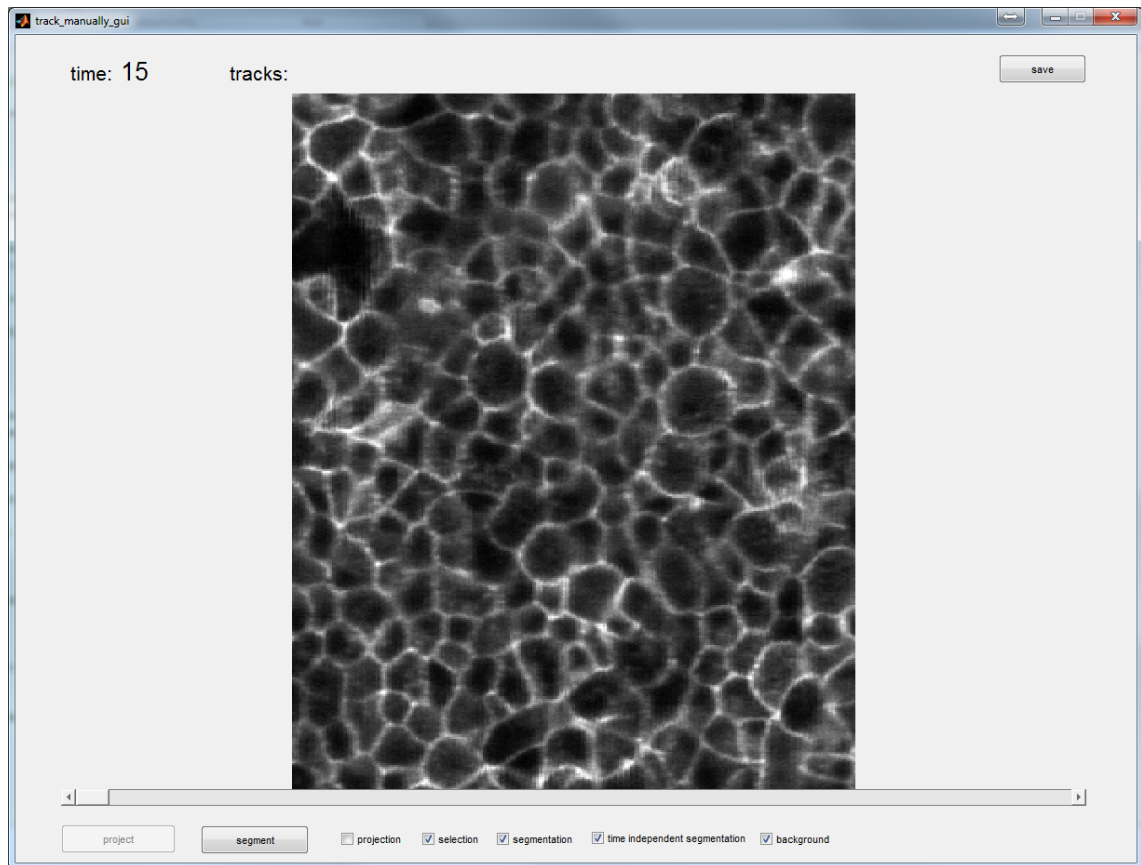 track_manually_gui
time: 15 tracks:
save
project segment projection selection segmentation time independent segmentation background